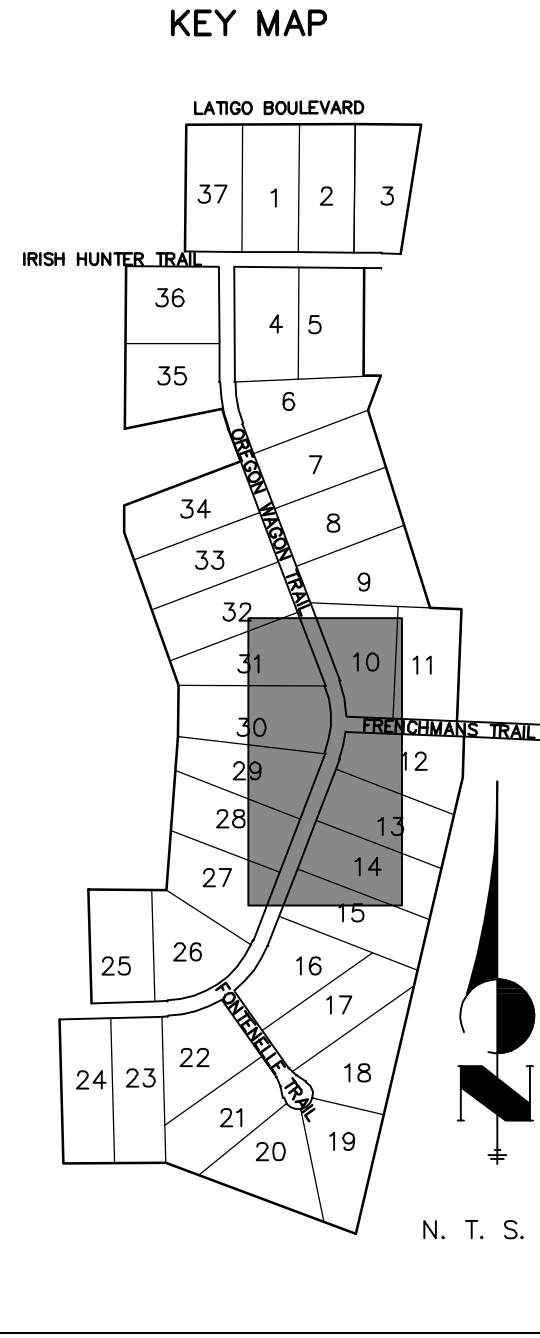 KEY MAP
LATIGO BOULEVARD
37 1 2 3
IRISH HUNTER TRAIL
36
4 5
35
6
OREGON WAGON TRAIL
7
34
8
33
9
32
31 10 11
30 FRENCHMANS TRAIL
29 12
28 13
27 14
15
26 16
25
FONTENELLE TRAIL
17
22 18
24 23
21
20 19
N
N. T. S.